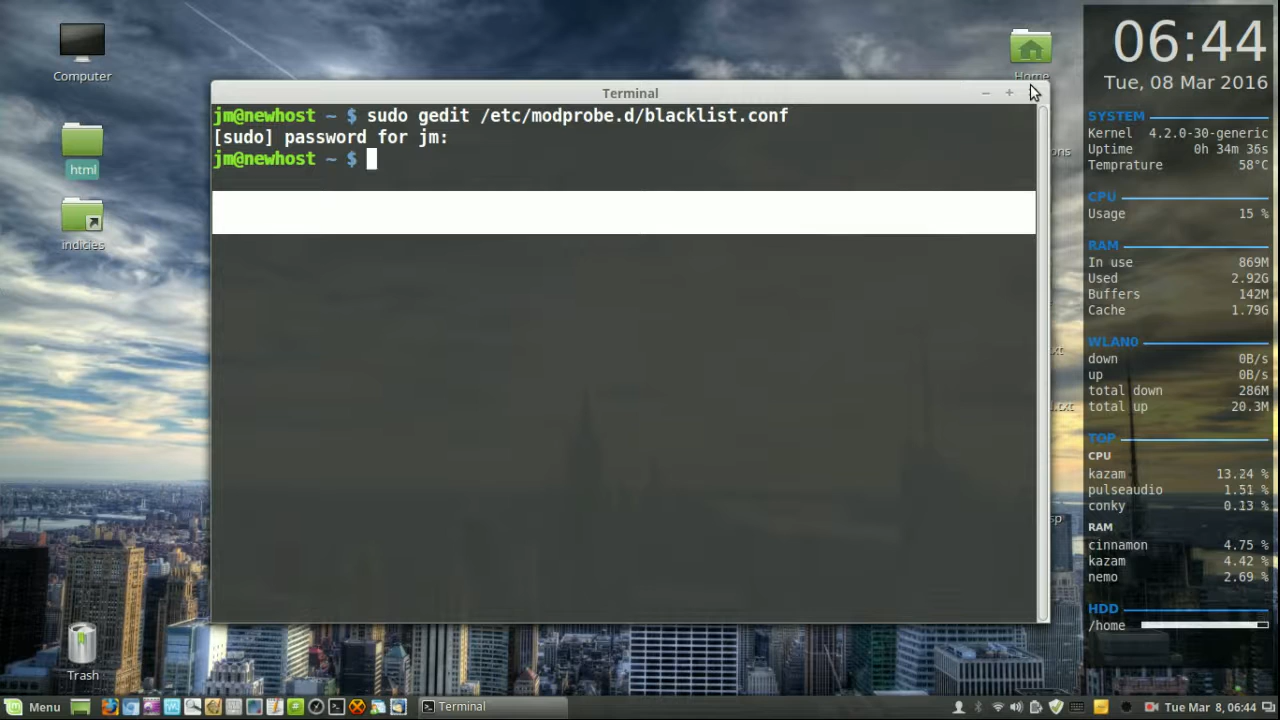 Computer
html
indicies
Trash
Home
Terminal
jm@newhost ~ $ sudo gedit /etc/modprobe.d/blacklist.conf
[sudo] password for jm:
jm@newhost ~ $
ons
.txt
sp
06:44
Tue, 08 Mar 2016
SYSTEM
Kernel 4.2.0-30-generic
Uptime 0h 34m 36s
Temprature 58°C
CPU
Usage 15 %
RAM
In use 869M
Used 2.92G
Buffers 142M
Cache 1.79G
WLAN0
down 0B/s
up 0B/s
total down 286M
total up 20.3M
TOP
CPU
kazam 13.24 %
pulseaudio 1.51 %
conky 0.13 %
RAM
cinnamon 4.75 %
kazam 4.42 %
nemo 2.69 %
HDD
/home
Menu
Terminal
Tue Mar 8, 06:44